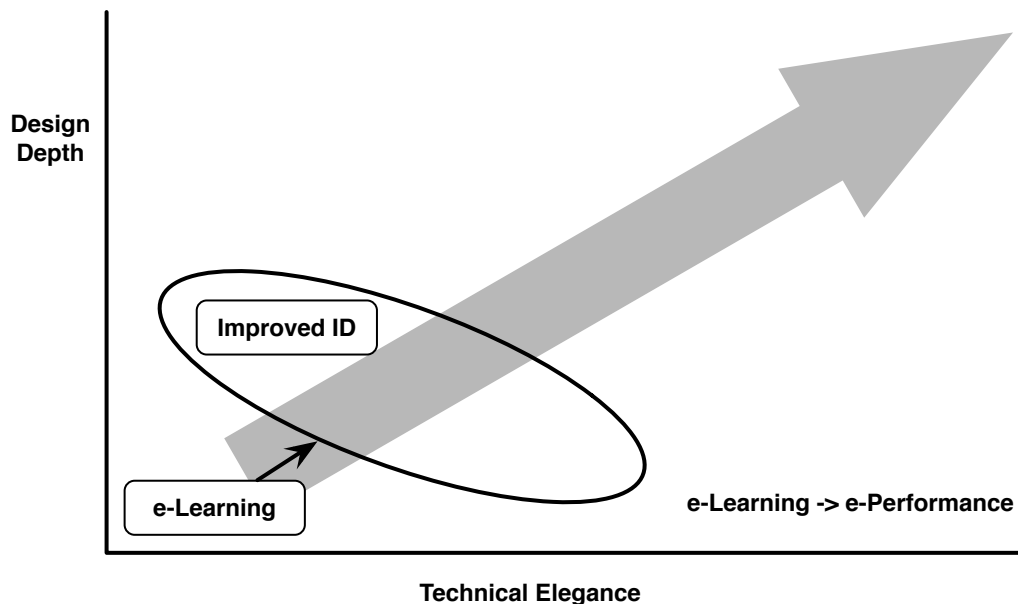 Design
Depth
Improved ID
e-Learning
e-Learning -> e-Performance
Technical Elegance